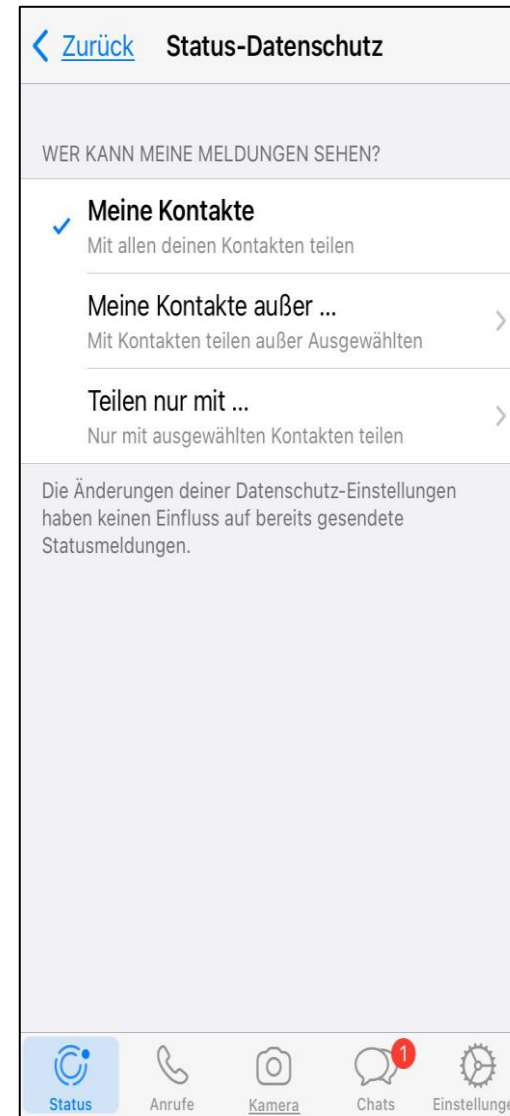 Zurück Status-Datenschutz
WER KANN MEINE MELDUNGEN SEHEN?
Meine Kontakte
Mit allen deinen Kontakten teilen
Meine Kontakte außer ...
Mit Kontakten teilen außer Ausgewählten
Teilen nur mit ...
Nur mit ausgewählten Kontakten teilen
Die Änderungen deiner Datenschutz-Einstellungen
haben keinen Einfluss auf bereits gesendete
Statusmeldungen.
1
Status Anrufe Kamera Chats Einstellunge